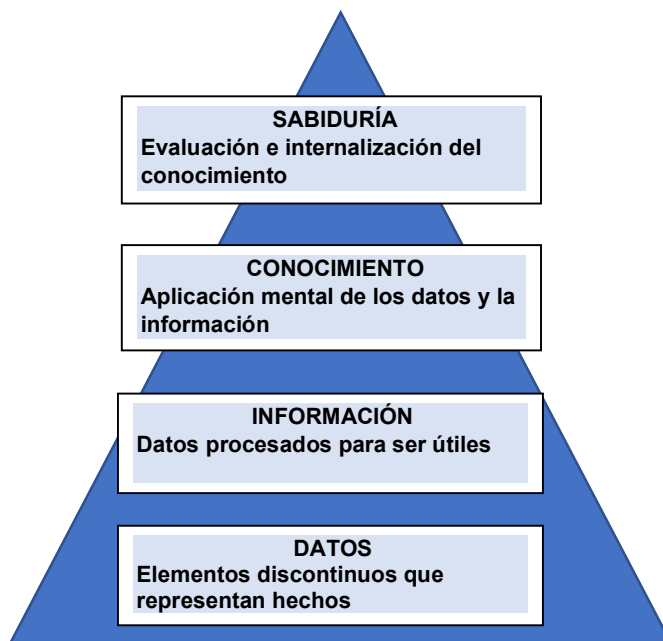 SABIDURÍA
Evaluación e internalización del
conocimiento
CONOCIMIENTO
Aplicación mental de los datos y la
información
INFORMACIÓN
Datos procesados para ser útiles
DATOS
Elementos discontinuos que
representan hechos